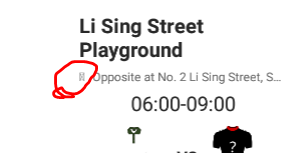 Li Sing Street
Playground
Opposite at No. 2 Li Sing Street, S...
06:00-09:00
?